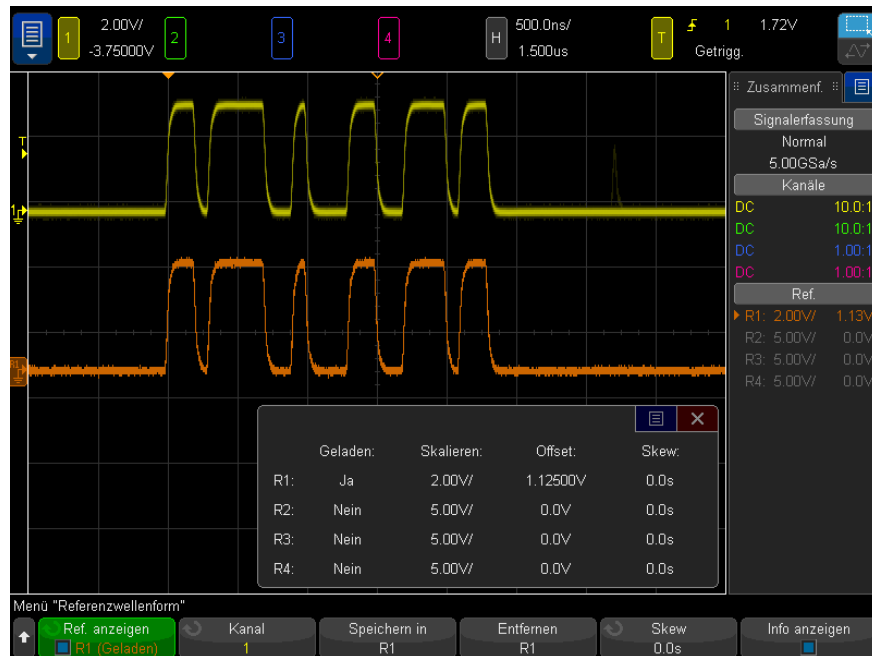 1 2.00V/ 2 3 4 H 500.0ns/ T 1 1.72V
-3.75000V 1.500us Getrigg.
Zusammenf.
Signalerfassung
Normal
5.00GSa/s
Kanäle
DC 10.0:1
DC 10.0:1
DC 1.00:1
DC 1.00:1
Ref.
R1: 2.00V/ 1.13V
R2: 5.00V/ 0.0V
R3: 5.00V/ 0.0V
R4: 5.00V/ 0.0V
T
1
R1
Geladen: Skalieren: Offset: Skew:
R1: Ja 2.00V/ 1.12500V 0.0s
R2: Nein 5.00V/ 0.0V 0.0s
R3: Nein 5.00V/ 0.0V 0.0s
R4: Nein 5.00V/ 0.0V 0.0s
Menü "Referenzwellenform"
Ref. anzeigen Kanal Speichern in Entfernen Skew Info anzeigen
R1 (Geladen) 1 R1 R1 0.0s